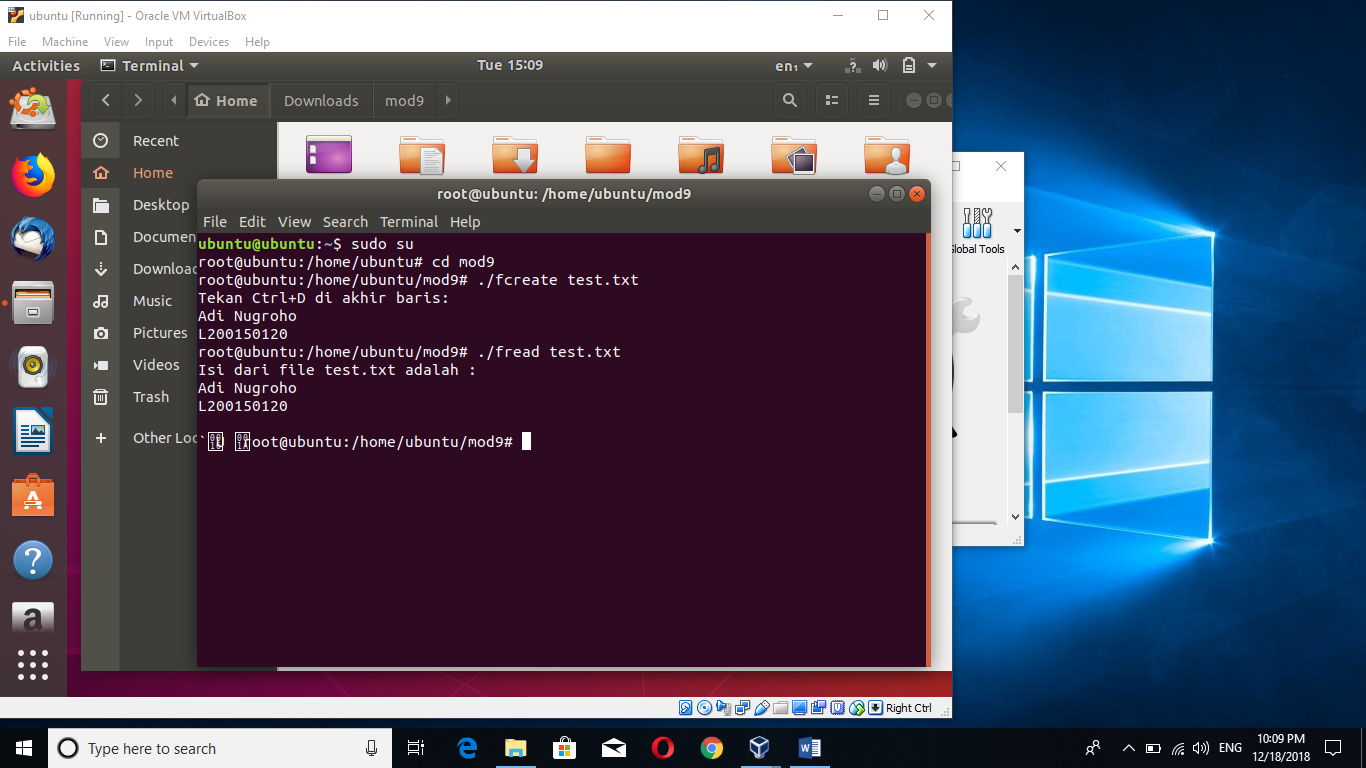 ubuntu [Running] - Oracle VM VirtualBox
File Machine View Input Devices Help
Activities Terminal Tue 15:09 en₁
Home Downloads mod9
Recent
Home
Desktop
Documen
Downloac
Music
Pictures
Videos
Trash
Other Loc
root@ubuntu: /home/ubuntu/mod9
File Edit View Search Terminal Help
ubuntu@ubuntu:~$ sudo su
root@ubuntu:/home/ubuntu# cd mod9
root@ubuntu:/home/ubuntu/mod9# ./fcreate test.txt
Tekan Ctrl+D di akhir baris:
Adi Nugroho
L200150120
root@ubuntu:/home/ubuntu/mod9# ./fread test.txt
Isi dari file test.txt adalah :
Adi Nugroho
L200150120
root@ubuntu:/home/ubuntu/mod9#
Global Tools
Right Ctrl
Type here to search
ENG
10:09 PM
12/18/2018